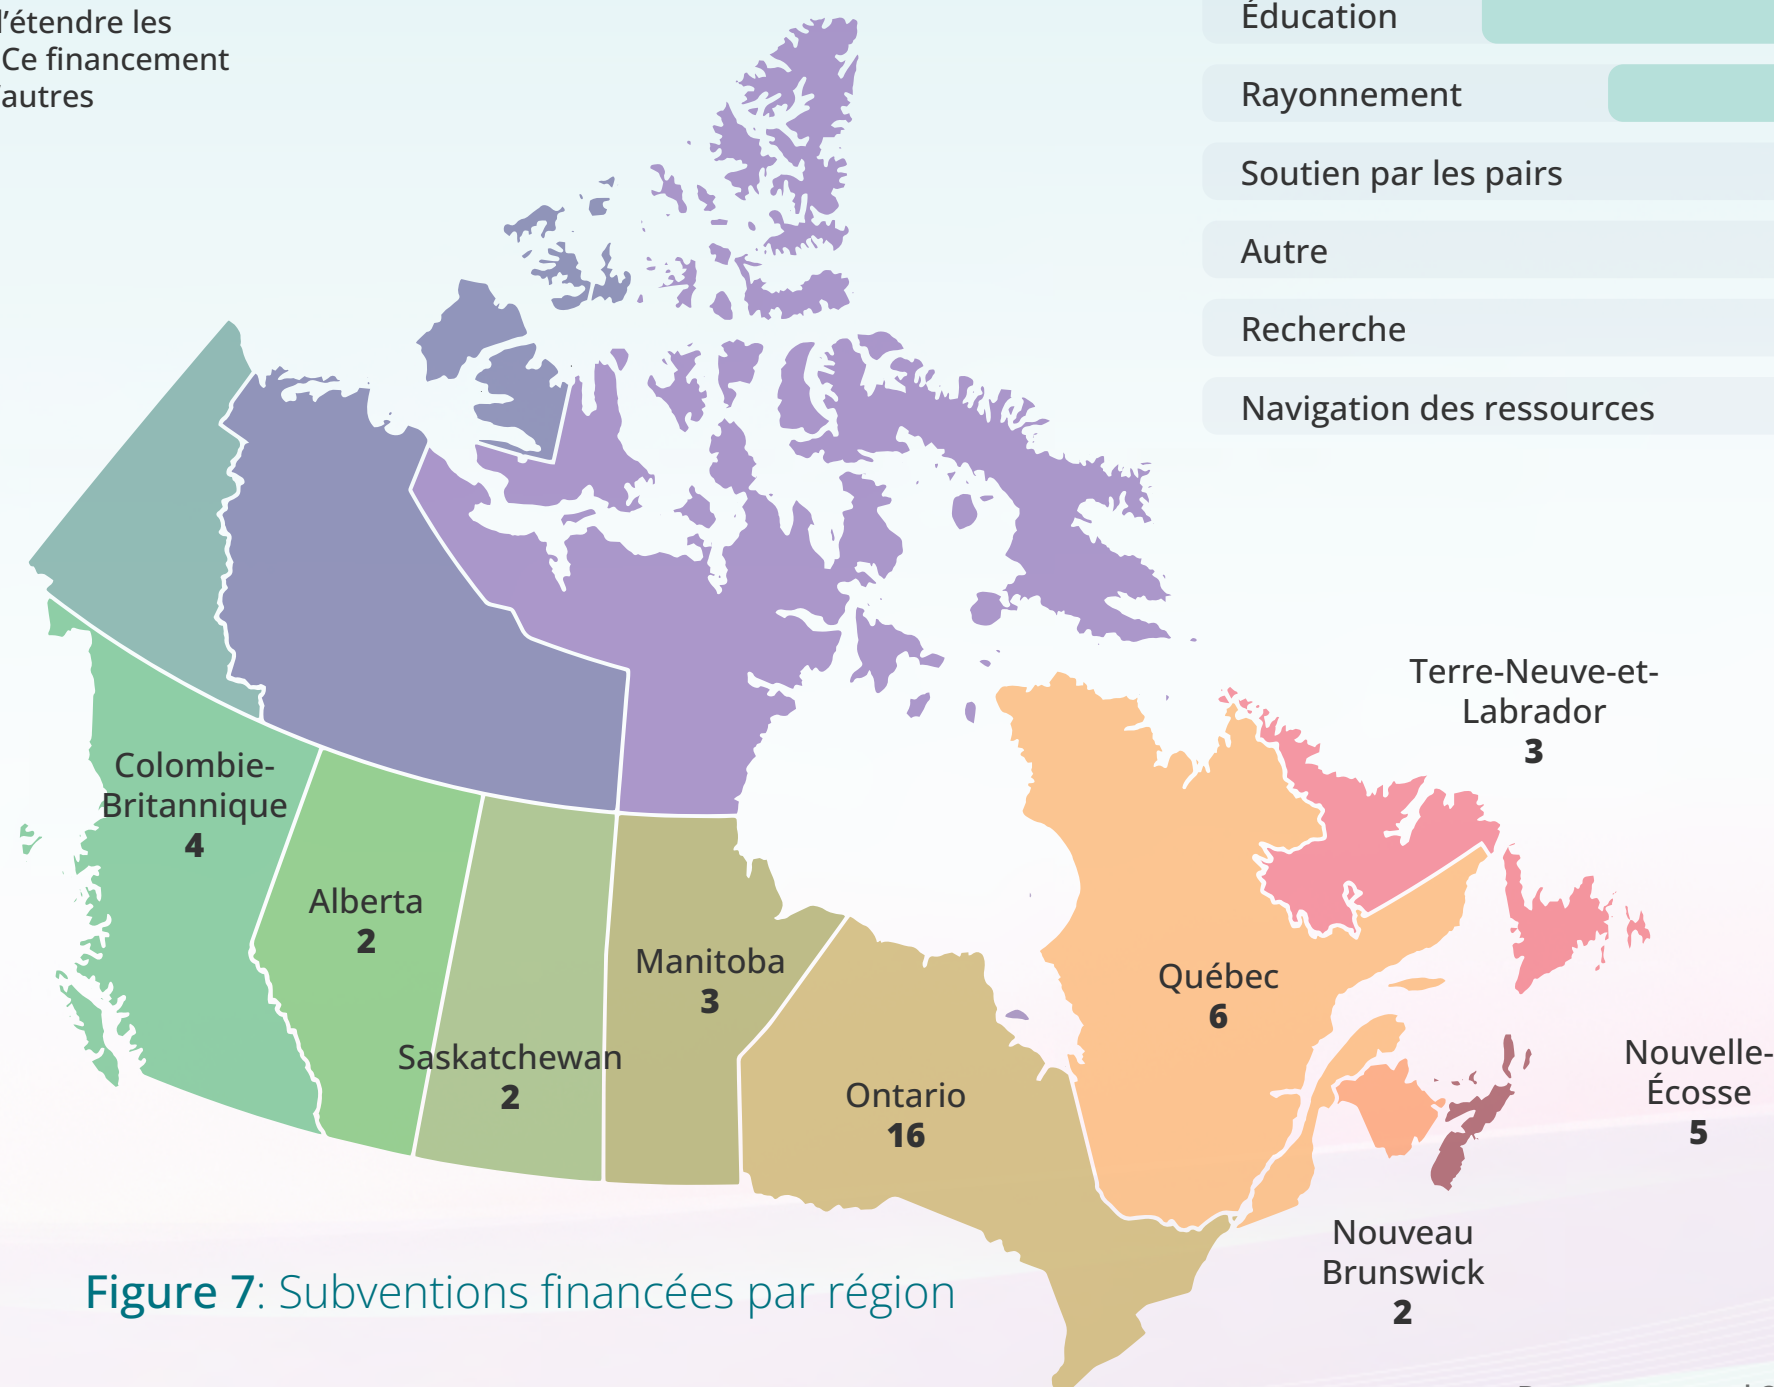 l'étendre les
Ce financement
'autres
Éducation
Rayonnement
Soutien par les pairs
Autre
Recherche
Navigation des ressources
Terre-Neuve-et-
Labrador
3
Colombie-
Britannique
4
Alberta
2
Manitoba
3
Saskatchewan
2
Ontario
16
Québec
6
Nouvelle-
Écosse
5
Nouveau
Brunswick
2
Figure 7: Subventions financées par région